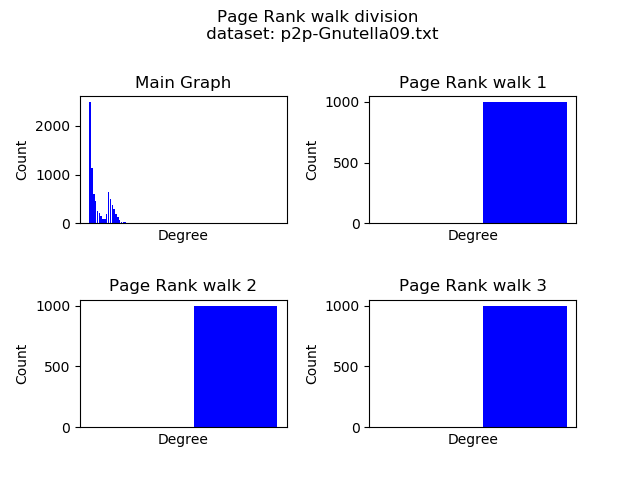 Page Rank walk division
dataset: p2p-Gnutella09.txt
Main Graph
2000
1000
0
Count
Degree
Page Rank walk 1
1000
500
0
Count
Degree
Page Rank walk 2
1000
500
0
Count
Degree
Page Rank walk 3
1000
500
0
Count
Degree